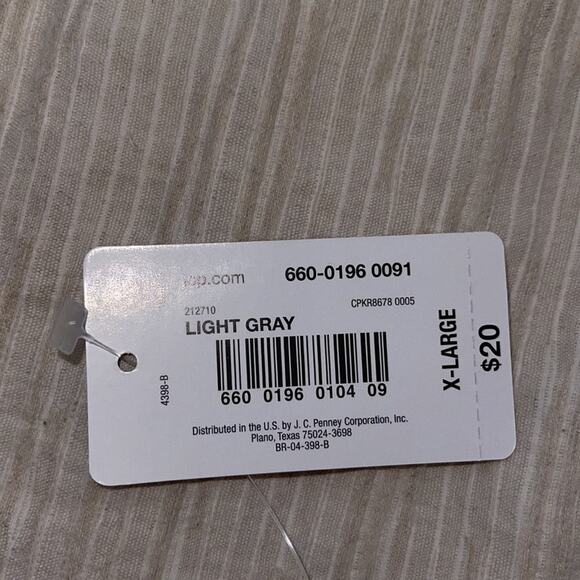 .com 660-0196 0091
212710 CPKR8678 0005
LIGHT GRAY
660 0196 0104 09
4398-B
Distributed in the U.S. by J. C. Penney Corporation, Inc.
Plano, Texas 75024-3698
BR-04-398-B
X-LARGE
$20